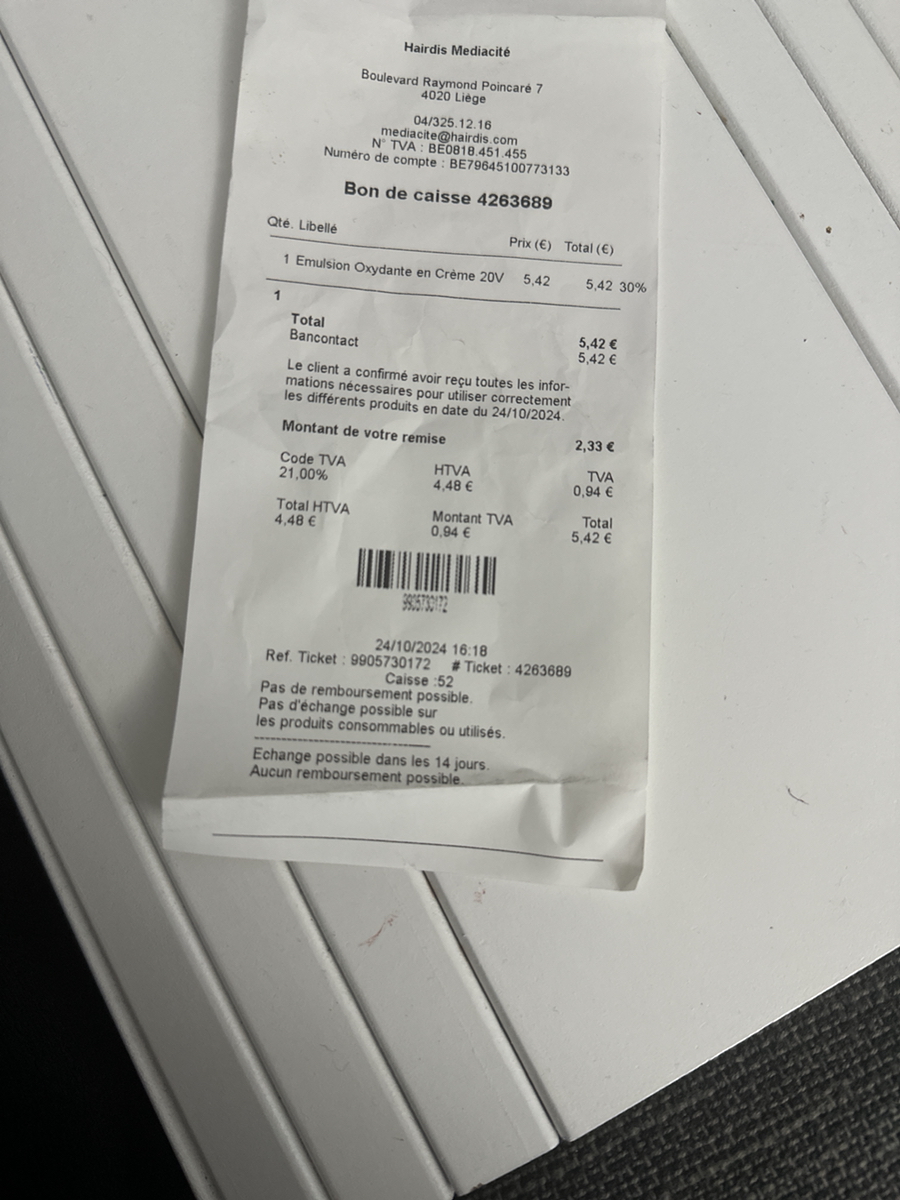 Hairdis Mediacité
Boulevard Raymond Poincaré 7
4020 Liège
04/325.12.16
mediacite@hairdis.com
N° TVA : BE0818.451.455
Numéro de compte : BE79645100773133
Bon de caisse 4263689
Qté. Libellé Prix (€) Total (€)
1 Emulsion Oxydante en Crème 20V 5,42 5,42 30%
1
Total 5,42 €
Bancontact 5,42 €
Le client a confirmé avoir reçu toutes les infor-
mations nécessaires pour utiliser correctement
les différents produits en date du 24/10/2024.
Montant de votre remise 2,33 €
Code TVA HTVA TVA
21,00% 4,48 € 0,94 €
Total HTVA Montant TVA Total
4,48 € 0,94 € 5,42 €
9905730172
24/10/2024 16:18
Ref. Ticket : 9905730172 # Ticket : 4263689
Caisse :52
Pas de remboursement possible.
Pas d'échange possible sur
les produits consommables ou utilisés.
Echange possible dans les 14 jours.
Aucun remboursement possible.